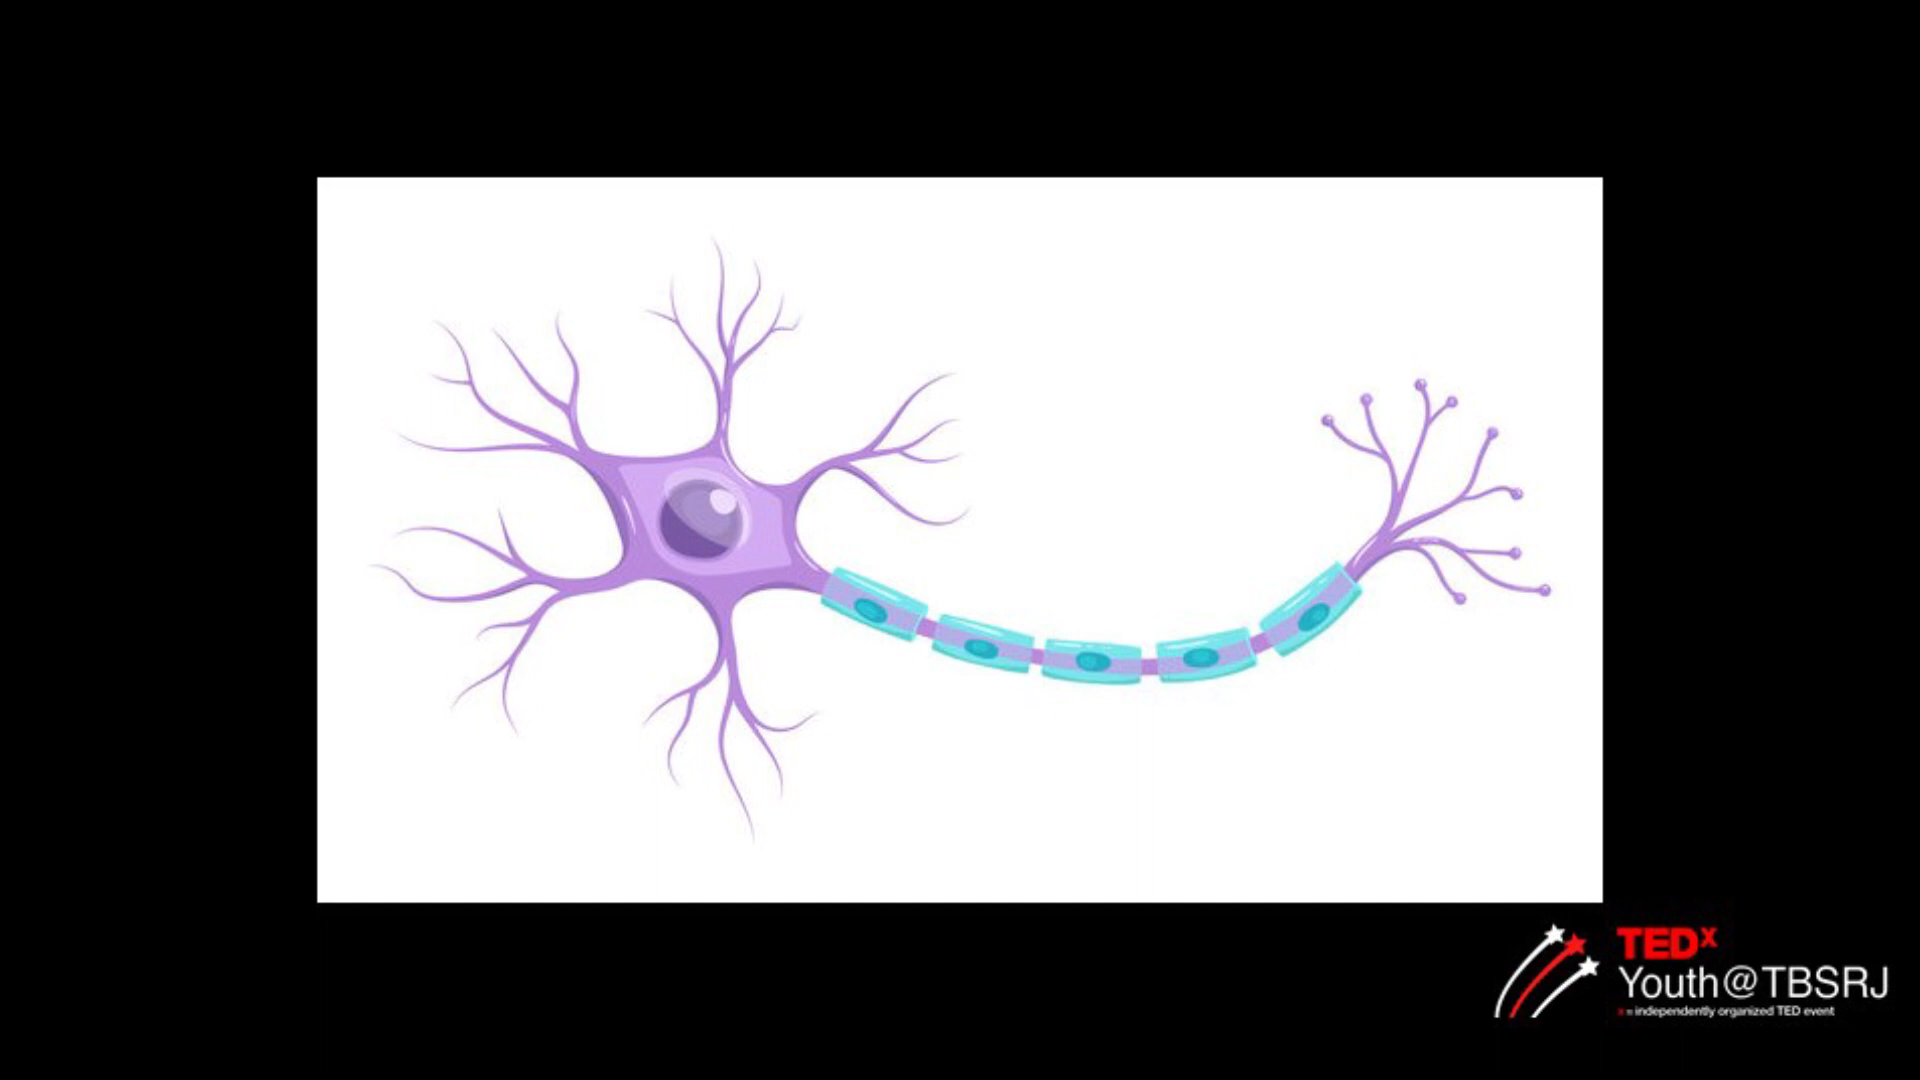 TEDx
Youth@TBSRJ
x = independently organized TED event